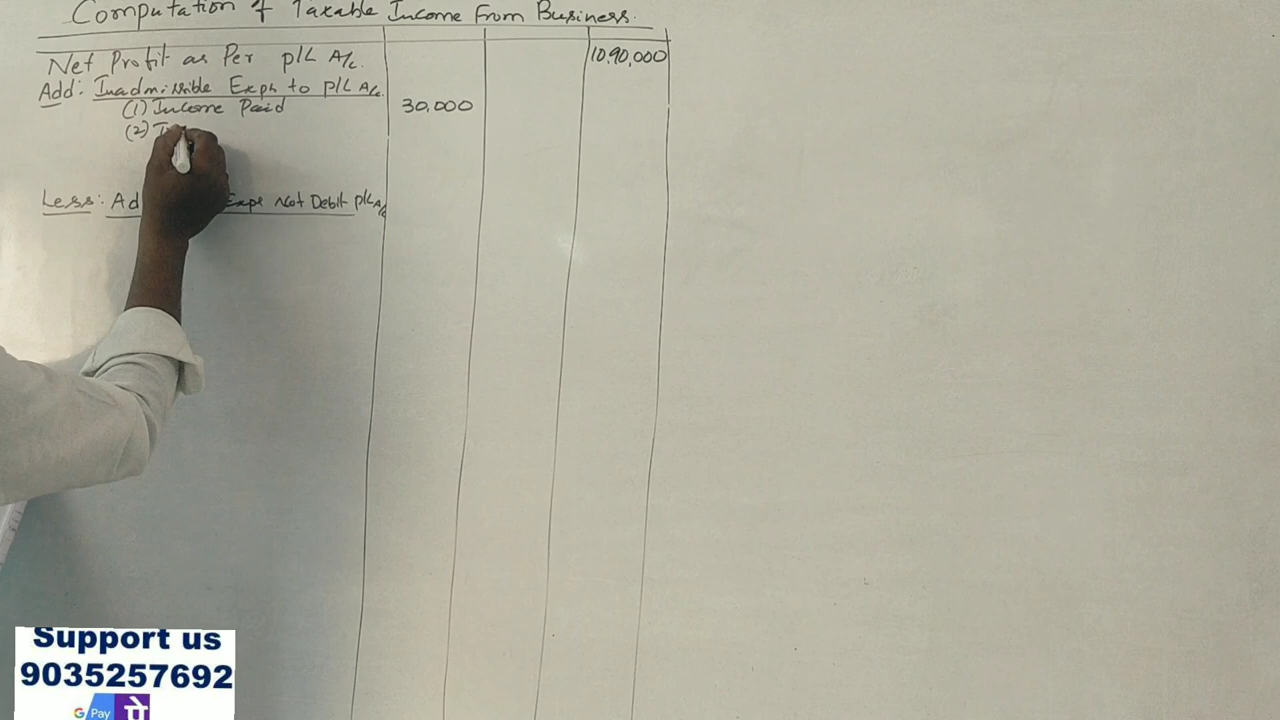 Computation of Taxable Income From Business.
Net Profit as Per P/L A/c. 10,90,000
Add: Inadmissible Exps to P/L A/c.
(1) Income Paid 30,000
(2)
Less: Exps Not Debit P/L A/c
Support us
9035257692
G Pay पे